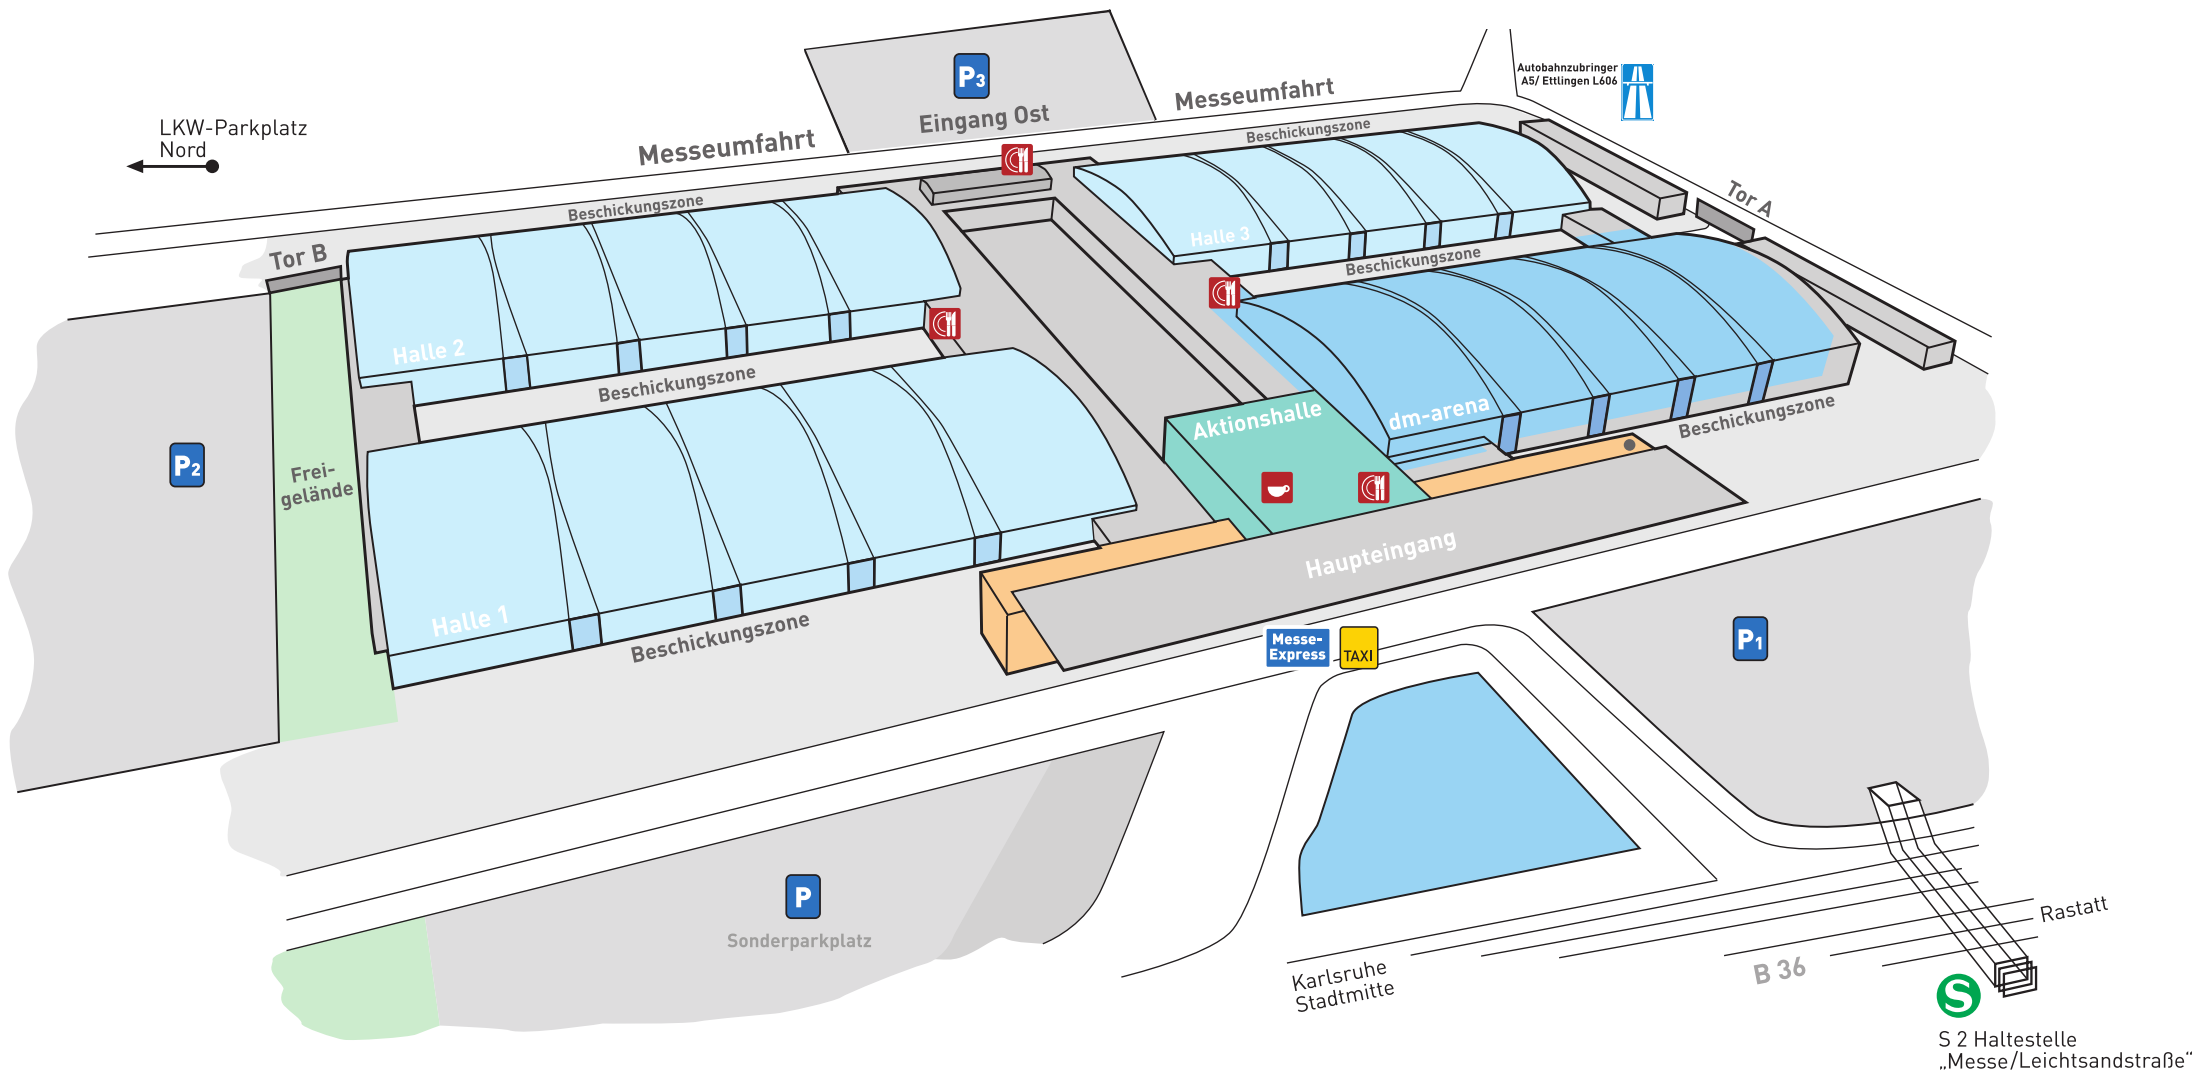 P3
Eingang Ost
Autobahnzubringer
A5/ Ettlingen L606
Messeumfahrt
Messeumfahrt
LKW-Parkplatz
Nord
Beschickungszone
Beschickungszone
Tor A
Tor B
Halle 3
Beschickungszone
Halle 2
Beschickungszone
dm-arena
Beschickungszone
Aktionshalle
P2
Frei-
gelände
Haupteingang
Halle 1
Beschickungszone
Messe-
Express
TAXI
P1
P
Sonderparkplatz
Rastatt
B 36
Karlsruhe
Stadtmitte
S
S 2 Haltestelle
„Messe/Leichtsandstraße“